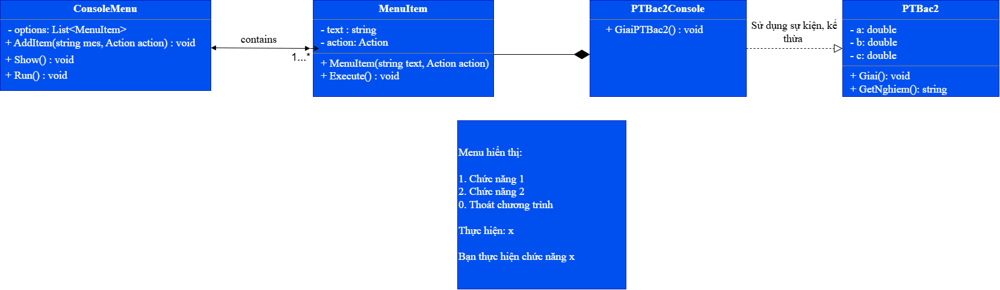 ConsoleMenu
- options: List<MenuItem>
+ AddItem(string mes, Action action) : void
+ Show() : void
+ Run() : void
contains
1...*
MenuItem
- text : string
- action: Action
+ MenuItem(string text, Action action)
+ Execute() : void
PTBac2Console
+ GiaiPTBac2() : void
Sử dụng sự kiện, kế
thừa
PTBac2
- a: double
- b: double
- c: double
+ Giai(): void
+ GetNghiem(): string
Menu hiển thị:
1. Chức năng 1
2. Chức năng 2
0. Thoát chương trình
Thực hiện: x
Bạn thực hiện chức năng x